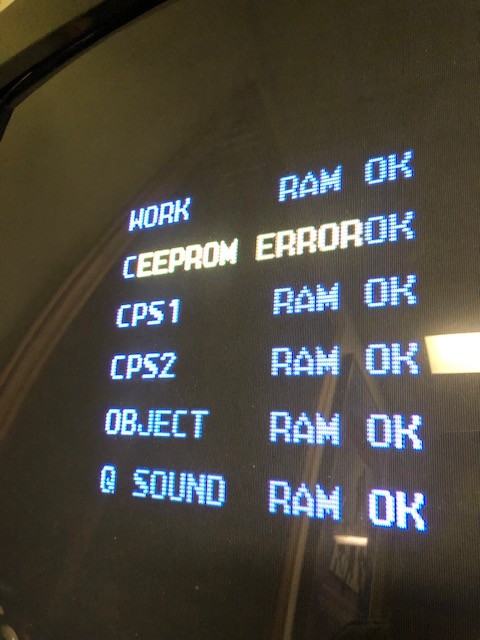 WORK RAM OK
CEEPROM ERROROK
CPS1 RAM OK
CPS2 RAM OK
OBJECT RAM OK
Q SOUND RAM OK